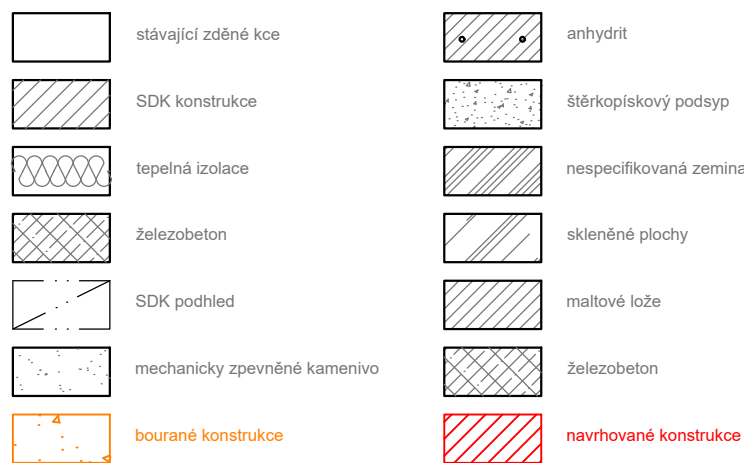 stávající zděné kce
SDK konstrukce
tepelná izolace
železobeton
SDK podhled
mechanicky zpevněné kamenivo
bourané konstrukce
anhydrit
štěrkopískový podsyp
nespecifikovaná zemina
skleněné plochy
maltové lože
železobeton
navrhované konstrukce